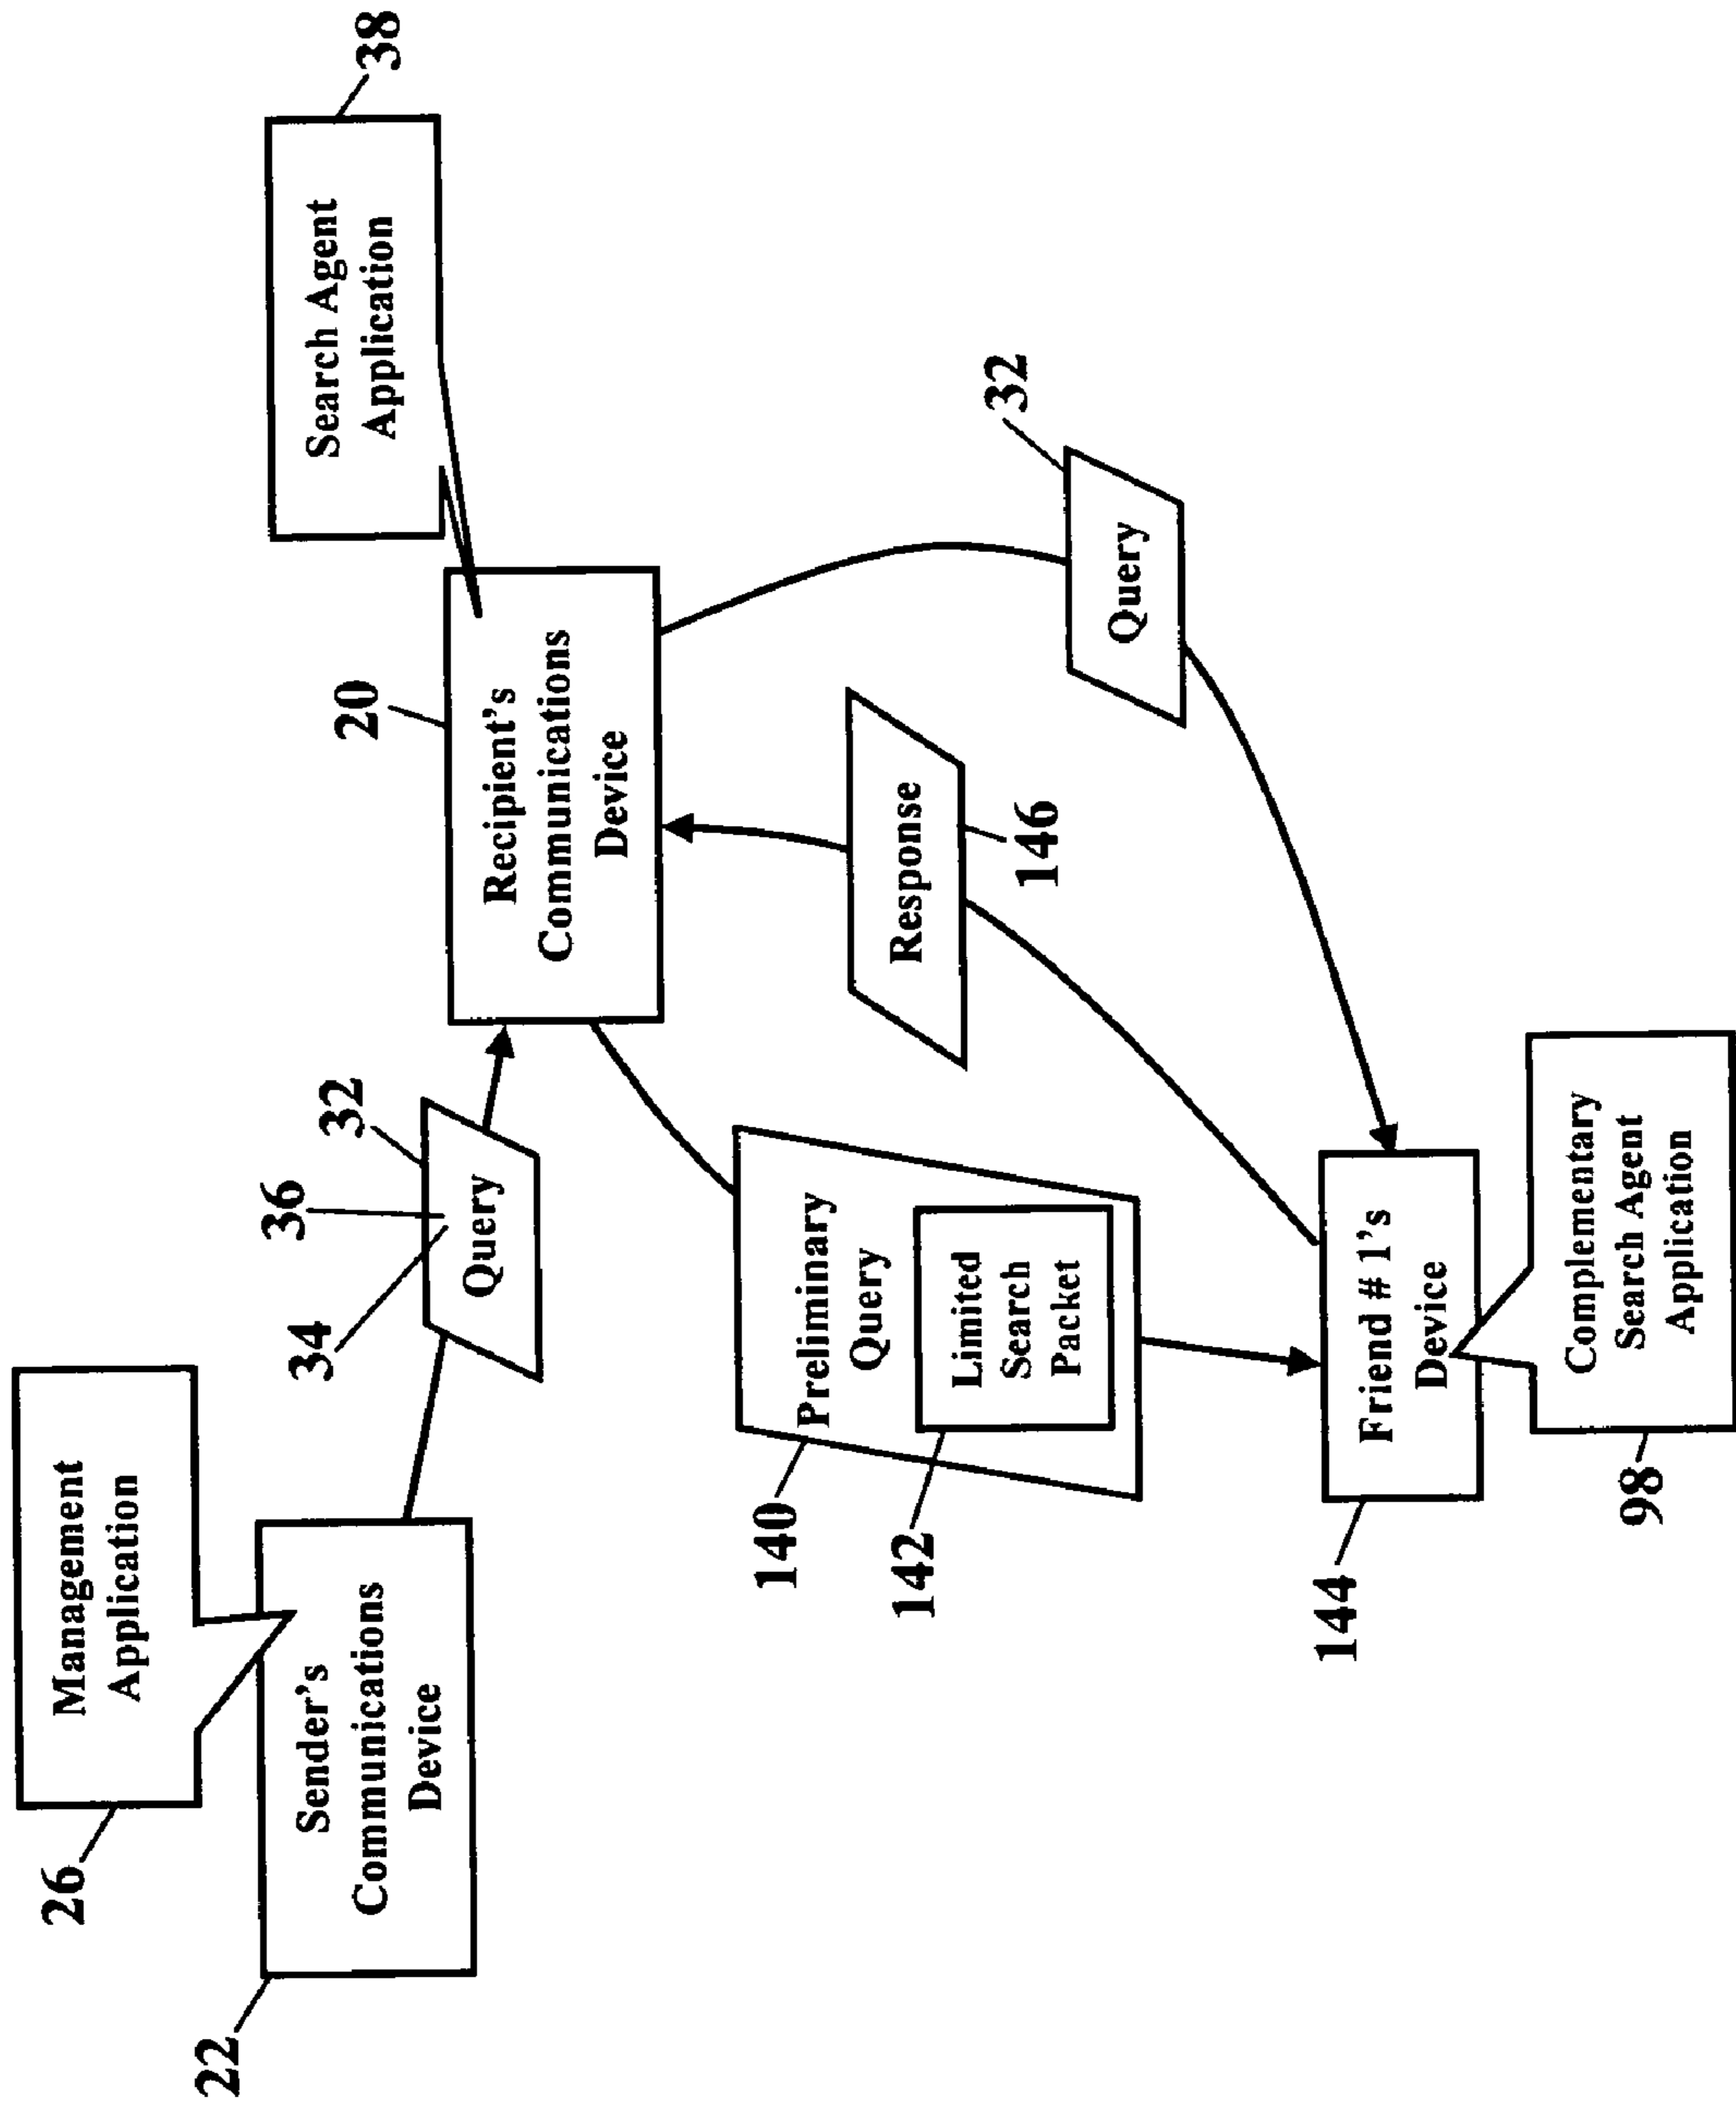 26
Management
Application
22
Sender's
Communications
Device
34
36
32
Query
20
Recipient's
Communications
Device
38
Search Agent
Application
140
Preliminary
Query
142
Limited
Search
Packet
Response
146
32
Query
144
Friend # 1's
Device
98
Complementary
Search Agent
Application